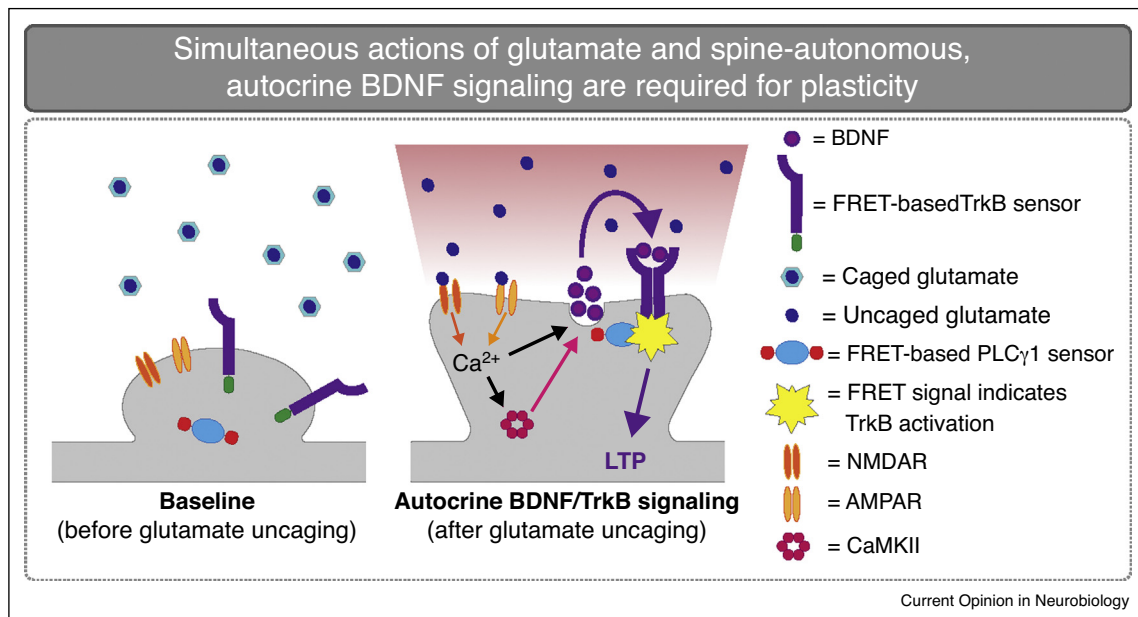 Simultaneous actions of glutamate and spine-autonomous,
autocrine BDNF signaling are required for plasticity
Ca2+
LTP
Baseline
(before glutamate uncaging)
Autocrine BDNF/TrkB signaling
(after glutamate uncaging)
= BDNF
= FRET-basedTrkB sensor
= Caged glutamate
= Uncaged glutamate
= FRET-based PLCγ1 sensor
= FRET signal indicates
TrkB activation
= NMDAR
= AMPAR
= CaMKII
Current Opinion in Neurobiology